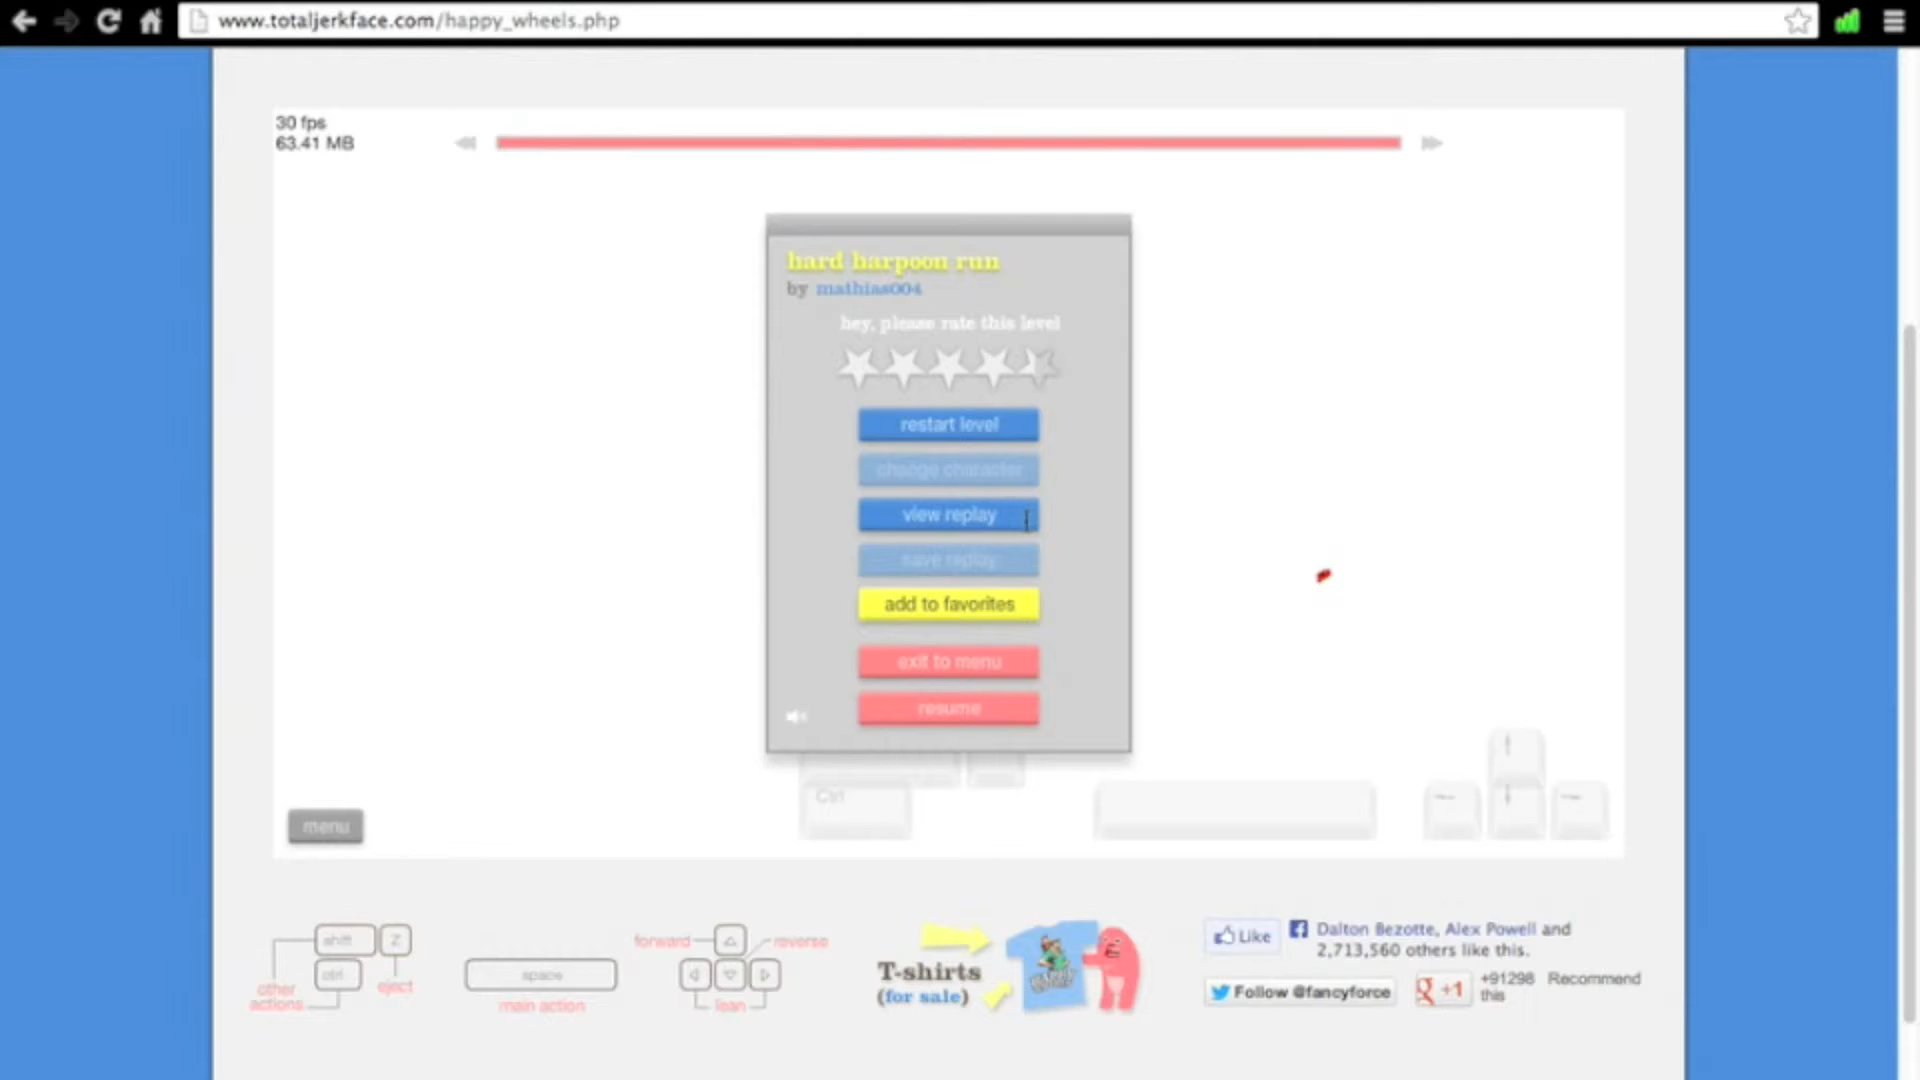 www.totaljerkface.com/happy_wheels.php
30 fps
63.41 MB
hard harpoon run
by mathias004
hey, please rate this level
restart level
change character
view replay
save replay
add to favorites
exit to menu
resume
Ctrl
menu
shift Z
ctrl
other actions
eject
space
main action
forward
reverse
lean
T-shirts
(for sale)
Like
Dalton Bezotte, Alex Powell and
2,713,560 others like this.
Follow @fancyforce
+1
+91298 Recommend
this